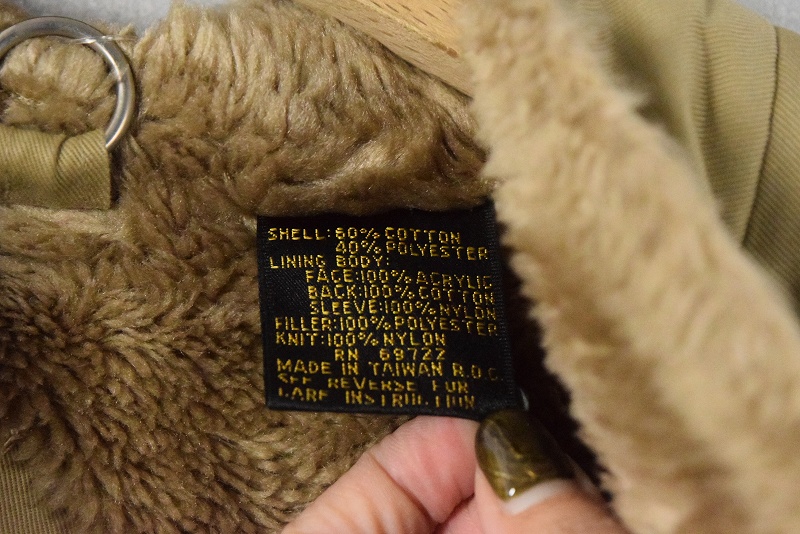 SHELL:60% COTTON
40% POLYESTER
LINING BODY:
FACE:100% ACRYLIC
BACK:100% COTTON
SLEEVE:100% NYLON
FILLER:100% POLYESTER
KNIT:100% NYLON
RN 69722
MADE IN TAIWAN R.O.C.
SEE REVERSE FOR
CARE INSTRUCTION